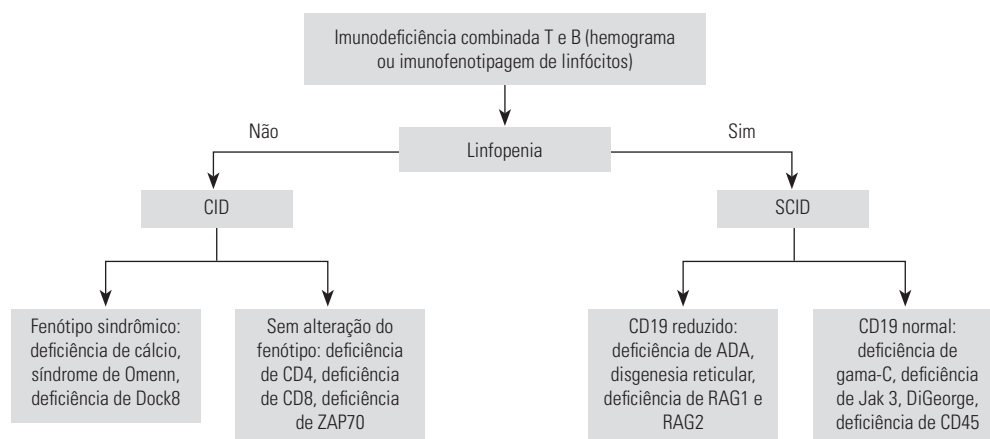 Imunodeficiência combinada T e B (hemograma
ou imunofenotipagem de linfócitos)
Não
Sim
Linfopenia
CID
SCID
Fenótipo sindrômico:
deficiência de cálcio,
síndrome de Omenn,
deficiência de Dock8
Sem alteração do
fenótipo: deficiência
de CD4, deficiência
de CD8, deficiência
de ZAP70
CD19 reduzido:
deficiência de ADA,
disgenesia reticular,
deficiência de RAG1 e
RAG2
CD19 normal:
deficiência de
gama-C, deficiência
de Jak 3, DiGeorge,
deficiência de CD45